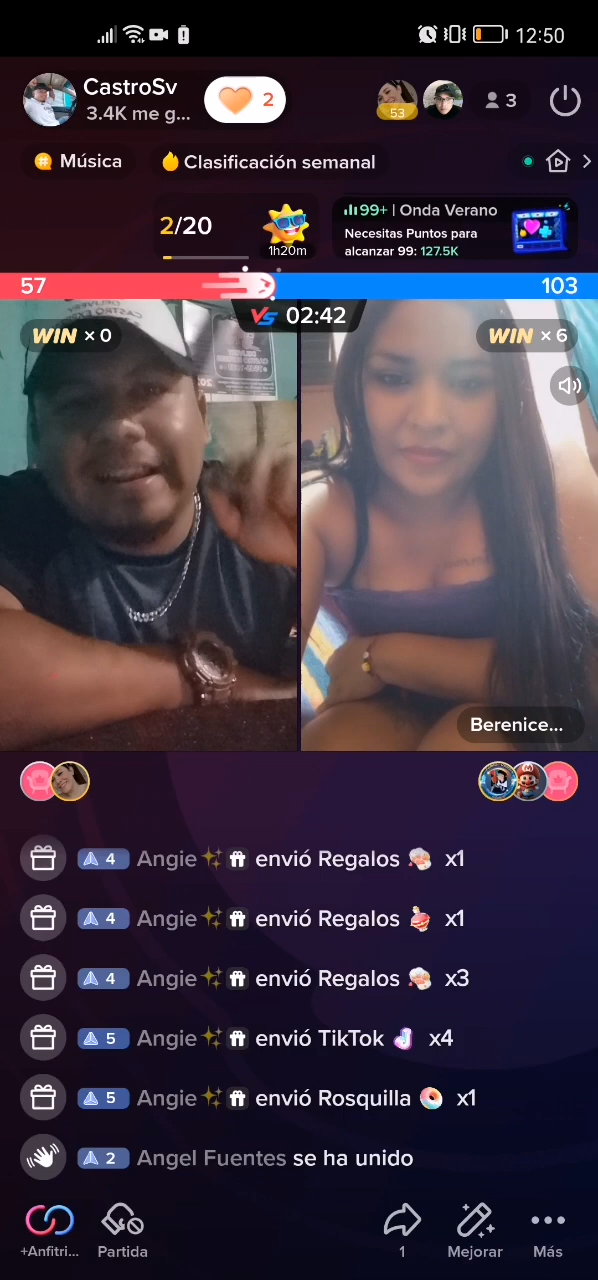 12:50
CastroSv
3.4K me g...
2
53
3
Música
Clasificación semanal
2/20
1h20m
99+ | Onda Verano
Necesitas Puntos para
alcanzar 99: 127.5K
57
103
VS 02:42
WIN x 0
WIN x 6
Berenice...
4 Angie envió Regalos x1
4 Angie envió Regalos x1
4 Angie envió Regalos x3
5 Angie envió TikTok x4
5 Angie envió Rosquilla x1
2 Angel Fuentes se ha unido
+Anfitri...
Partida
1
Mejorar
Más